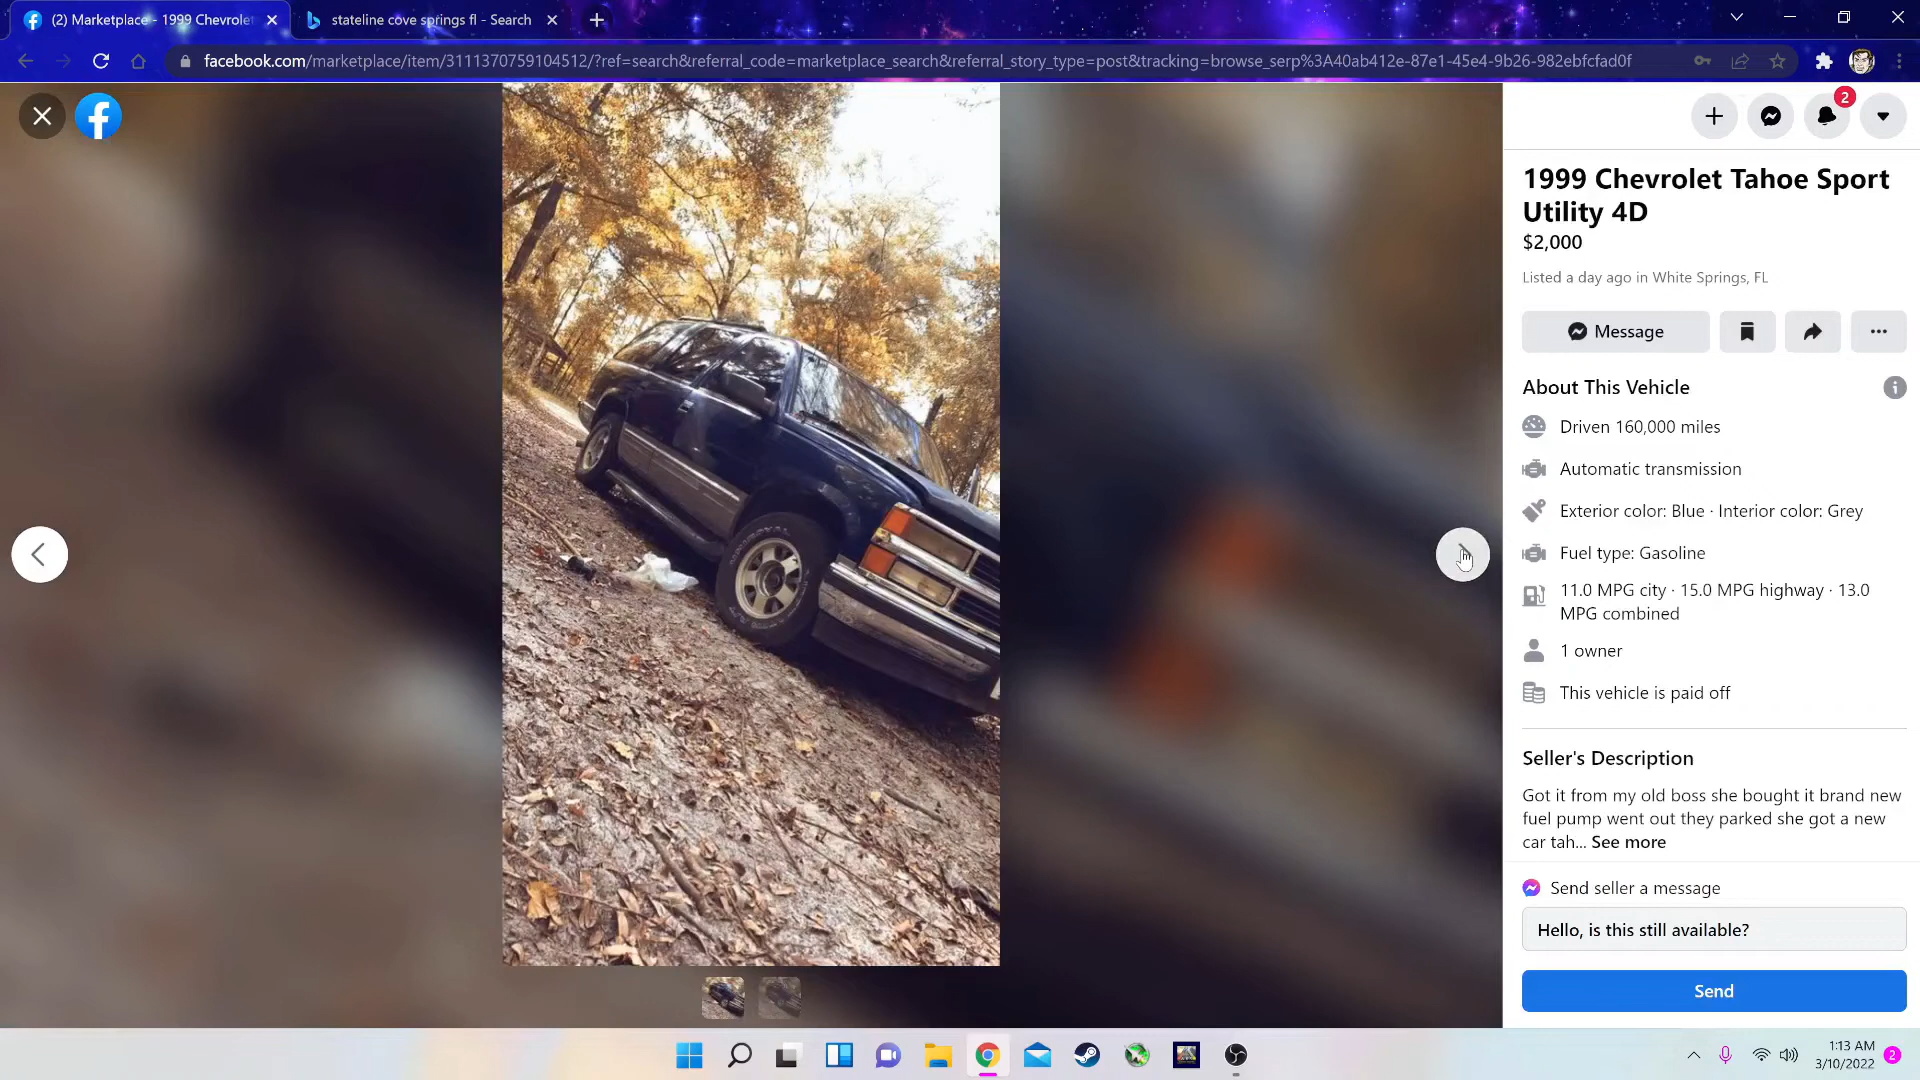 (2) Marketplace - 1999 Chevrolet
stateline cove springs fl - Search
facebook.com/marketplace/item/3111370759104512/?ref=search&referral_code=marketplace_search&referral_story_type=post&tracking=browse_serp%3A40ab412e-87e1-45e4-9b26-982ebfcfad0f
2
1999 Chevrolet Tahoe Sport
Utility 4D
$2,000
Listed a day ago in White Springs, FL
Message
About This Vehicle
Driven 160,000 miles
Automatic transmission
Exterior color: Blue · Interior color: Grey
Fuel type: Gasoline
11.0 MPG city · 15.0 MPG highway · 13.0
MPG combined
1 owner
This vehicle is paid off
Seller's Description
Got it from my old boss she bought it brand new
fuel pump went out they parked she got a new
car tah... See more
Send seller a message
Hello, is this still available?
Send
1:13 AM
3/10/2022
2